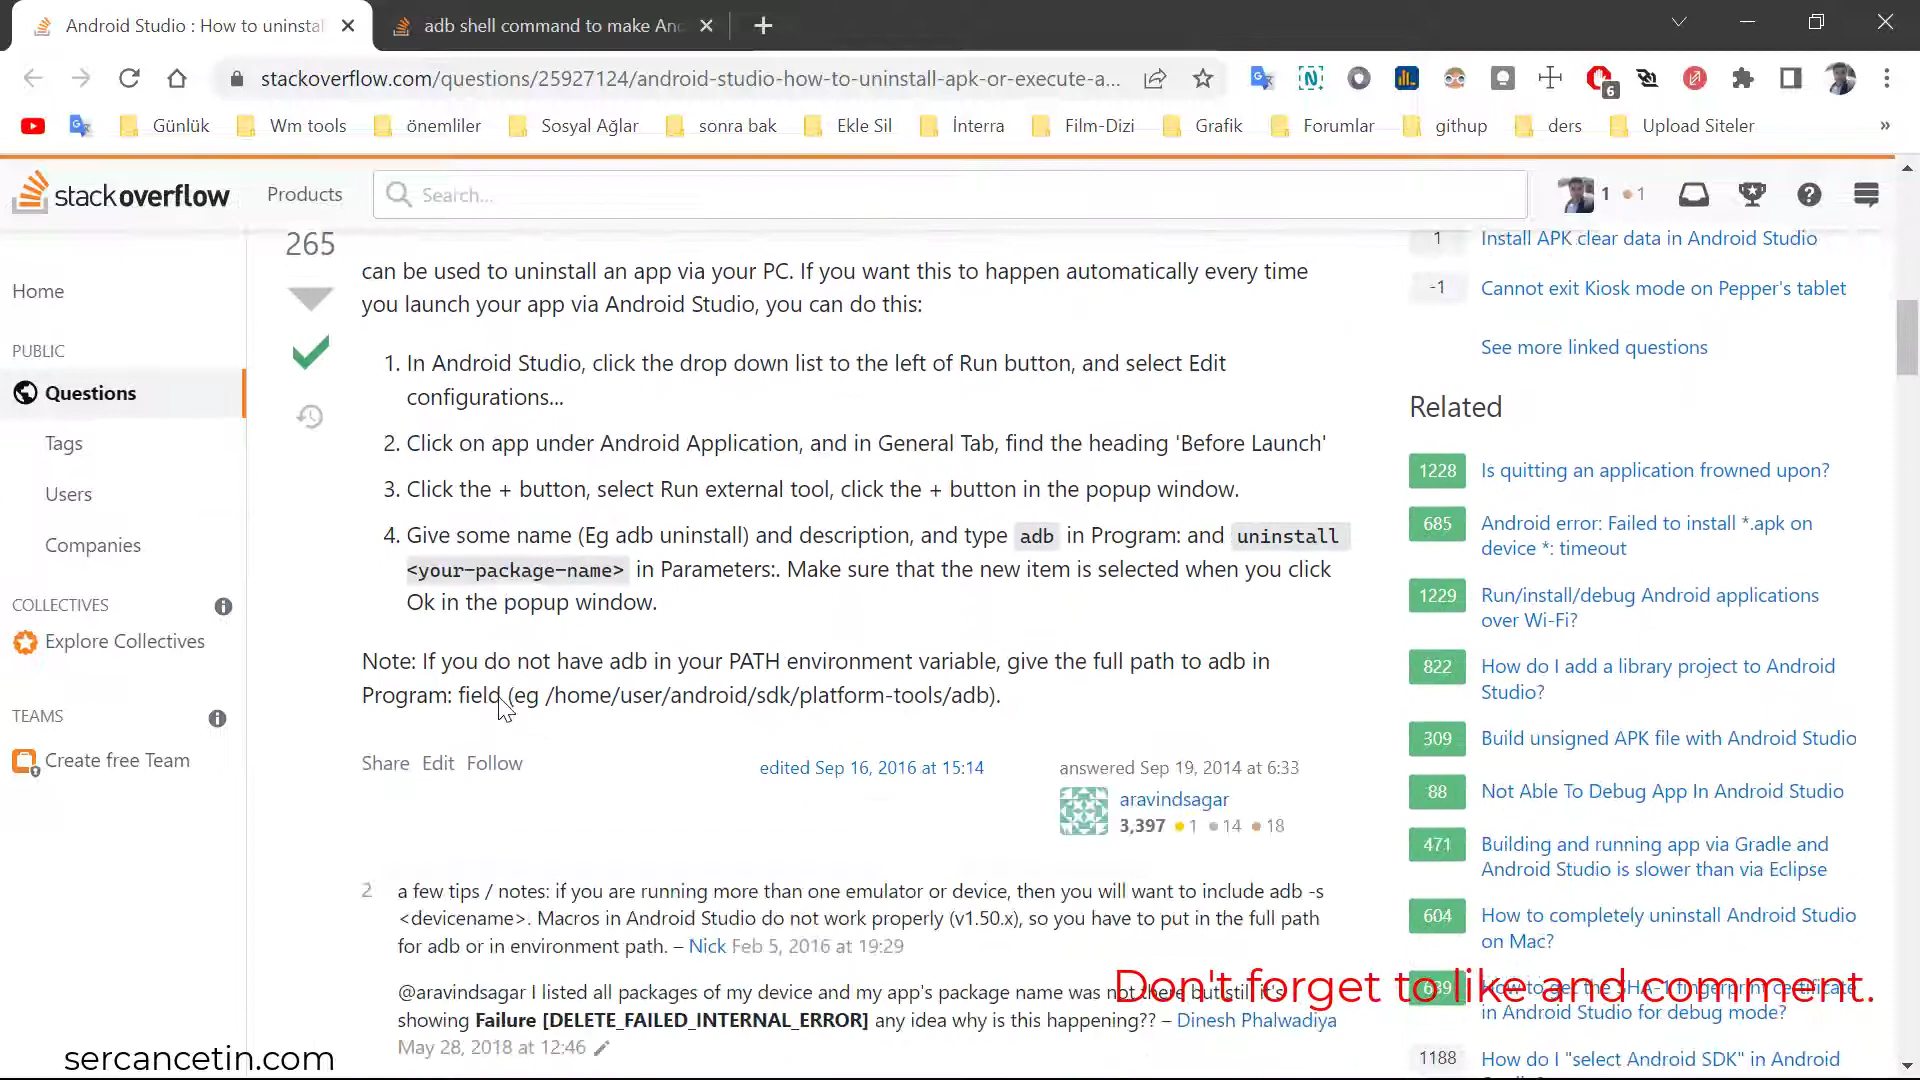 Android Studio : How to uninstal
adb shell command to make And
stackoverflow.com/questions/25927124/android-studio-how-to-uninstall-apk-or-execute-a...
6
Günlük
Wm tools
önemliler
Sosyal Ağlar
sonra bak
Ekle Sil
İnterra
Film-Dizi
Grafik
Forumlar
githup
ders
Upload Siteler
»
stackoverflow
Products
Search...
1
1
Home
PUBLIC
Questions
Tags
Users
Companies
COLLECTIVES
Explore Collectives
TEAMS
Create free Team
265
can be used to uninstall an app via your PC. If you want this to happen automatically every time
you launch your app via Android Studio, you can do this:
1. In Android Studio, click the drop down list to the left of Run button, and select Edit
configurations...
2. Click on app under Android Application, and in General Tab, find the heading 'Before Launch'
3. Click the + button, select Run external tool, click the + button in the popup window.
4. Give some name (Eg adb uninstall) and description, and type adb in Program: and uninstall
<your-package-name> in Parameters:. Make sure that the new item is selected when you click
Ok in the popup window.
Note: If you do not have adb in your PATH environment variable, give the full path to adb in
Program: field (eg /home/user/android/sdk/platform-tools/adb).
Share Edit Follow
edited Sep 16, 2016 at 15:14
answered Sep 19, 2014 at 6:33
aravindsagar
3,397 1 14 18
2
a few tips / notes: if you are running more than one emulator or device, then you will want to include adb -s
<devicename>. Macros in Android Studio do not work properly (v1.50.x), so you have to put in the full path
for adb or in environment path. – Nick Feb 5, 2016 at 19:29
@aravindsagar I listed all packages of my device and my app's package name was not there but still it's
showing Failure [DELETE_FAILED_INTERNAL_ERROR] any idea why is this happening?? – Dinesh Phalwadiya
May 28, 2018 at 12:46
1 Install APK clear data in Android Studio
-1 Cannot exit Kiosk mode on Pepper's tablet
See more linked questions
Related
1228 Is quitting an application frowned upon?
685 Android error: Failed to install *.apk on
device *: timeout
1229 Run/install/debug Android applications
over Wi-Fi?
822 How do I add a library project to Android
Studio?
309 Build unsigned APK file with Android Studio
88 Not Able To Debug App In Android Studio
471 Building and running app via Gradle and
Android Studio is slower than via Eclipse
604 How to completely uninstall Android Studio
on Mac?
639 How to get the SHA-1 fingerprint certificate
in Android Studio for debug mode?
1188 How do I "select Android SDK" in Android
Don't forget to like and comment.
sercancetin.com